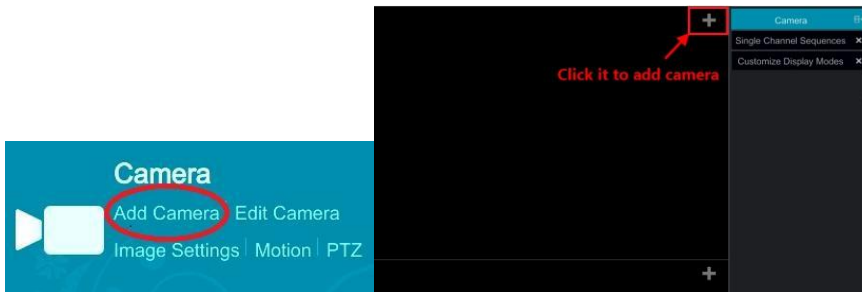 Camera
Add Camera Edit Camera
Image Settings Motion PTZ
Click it to add camera
Camera
Single Channel Sequences
Customize Display Modes